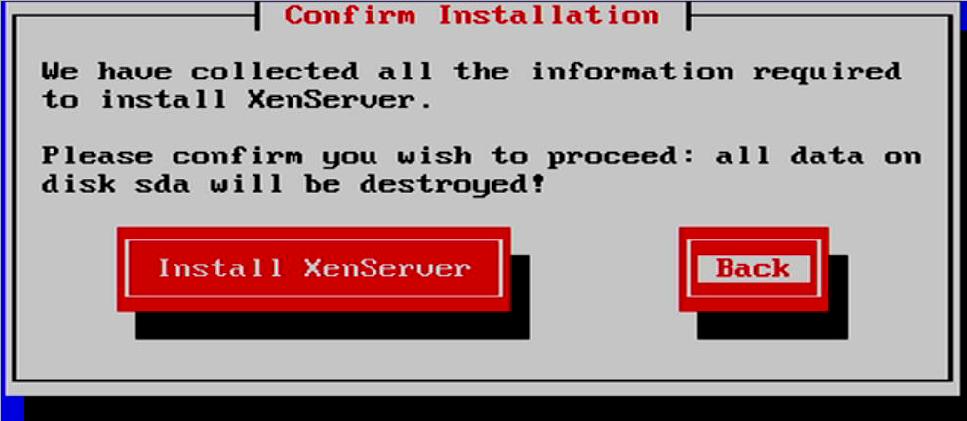 Confirm Installation
We have collected all the information required
to install XenServer.
Please confirm you wish to proceed: all data on
disk sda will be destroyed!
Install XenServer
Back